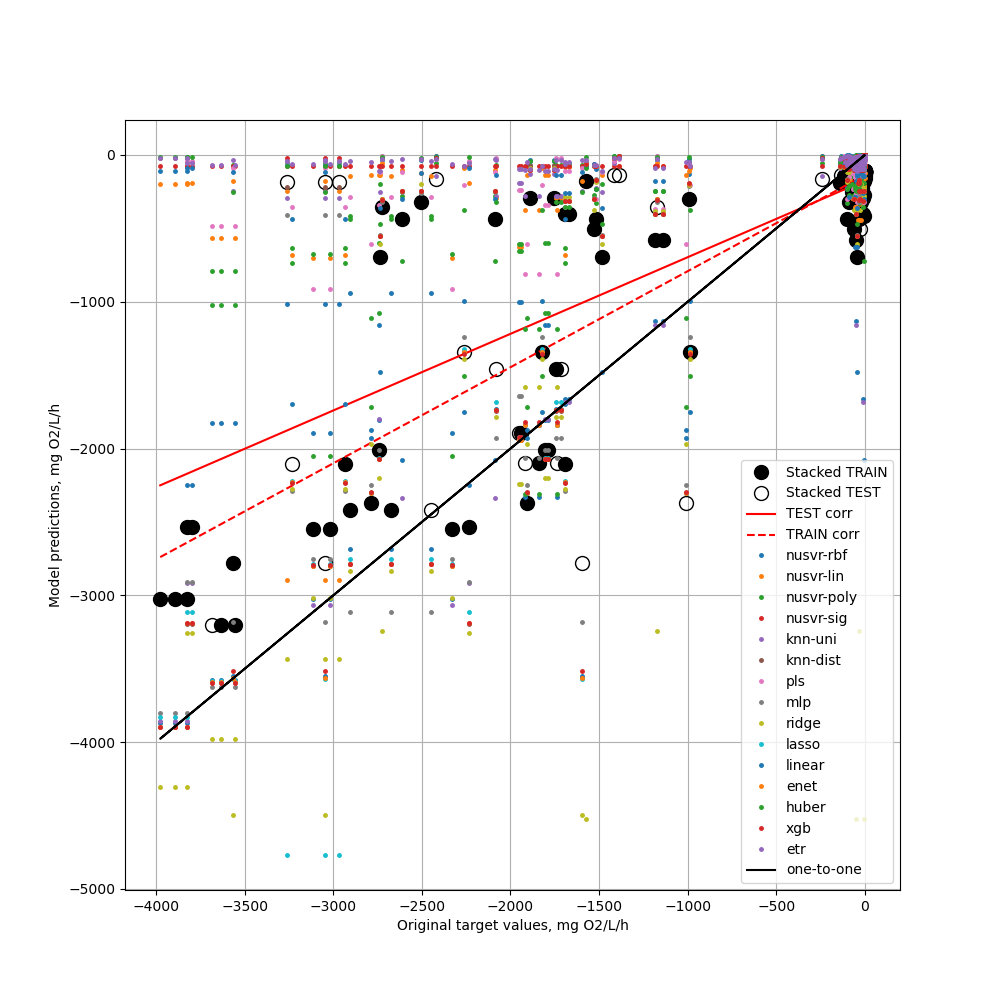 0
−1000
−2000
−3000
−4000
−5000
Model predictions, mg O2/L/h
−4000 −3500 −3000 −2500 −2000 −1500 −1000 −500 0
Original target values, mg O2/L/h
Stacked TRAIN
Stacked TEST
TEST corr
TRAIN corr
nusvr-rbf
nusvr-lin
nusvr-poly
nusvr-sig
knn-uni
knn-dist
pls
mlp
ridge
lasso
linear
enet
huber
xgb
etr
one-to-one